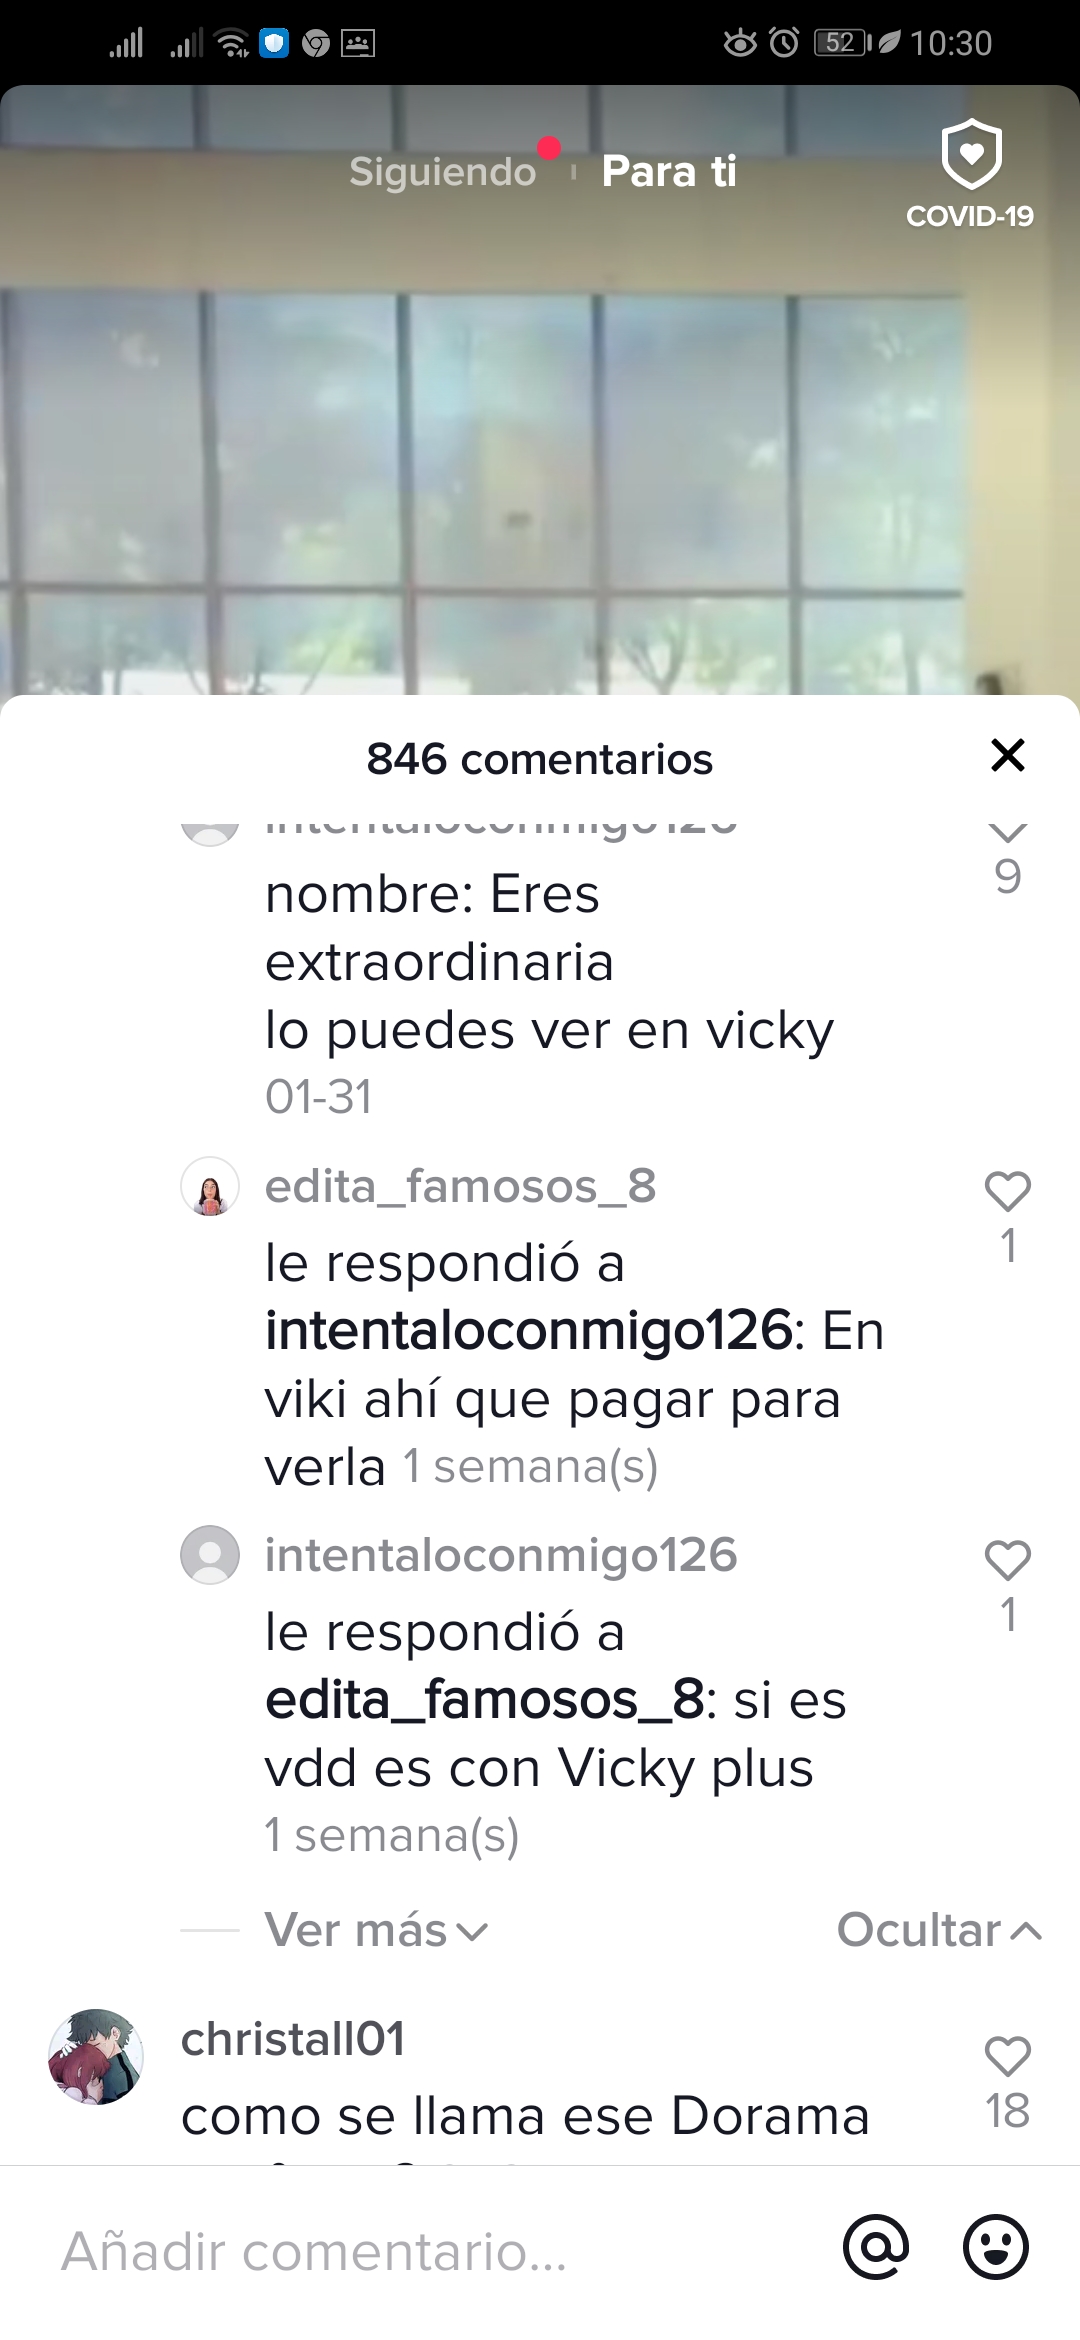 52 10:30
Siguiendo Para ti
COVID-19
846 comentarios
intentaloconmigo126
9
nombre: Eres
extraordinaria
lo puedes ver en vicky
01-31
edita_famosos_8
le respondió a
1
intentaloconmigo126: En
viki ahí que pagar para
verla 1 semana(s)
intentaloconmigo126
le respondió a
1
edita_famosos_8: si es
vdd es con Vicky plus
1 semana(s)
Ver más Ocultar
christall01
como se llama ese Dorama
18
Añadir comentario...